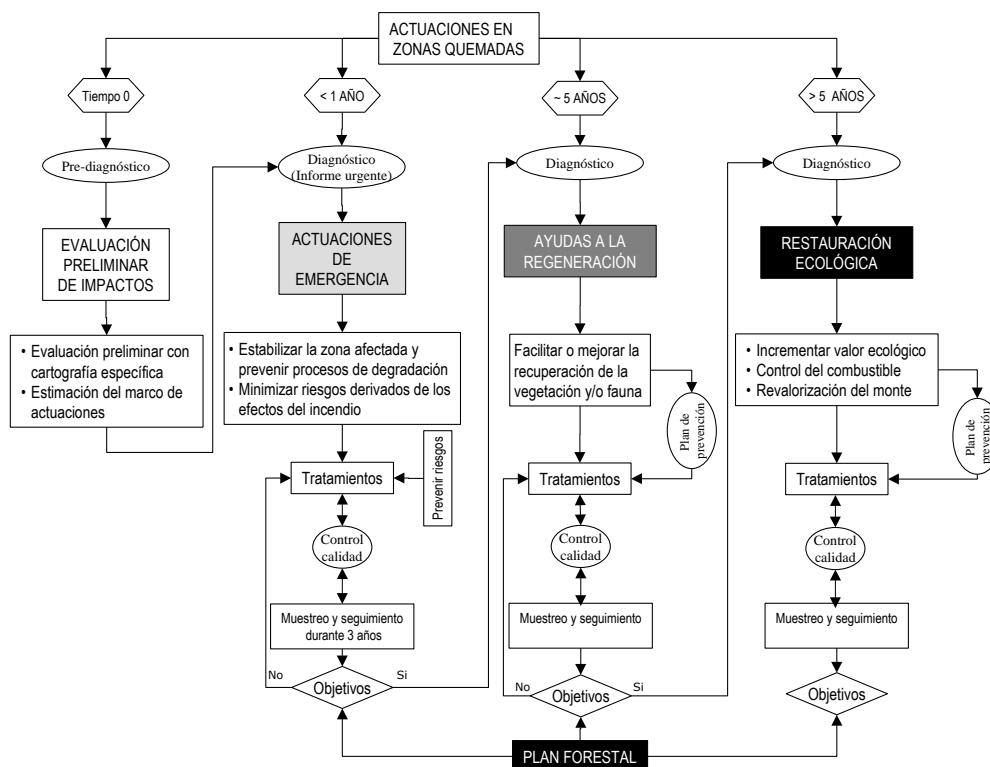 ACTUACIONES EN
ZONAS QUEMADAS
Tiempo 0
< 1 AÑO
~ 5 AÑOS
> 5 AÑOS
Pre-diagnóstico
Diagnóstico
(Informe urgente)
Diagnóstico
Diagnóstico
EVALUACIÓN
PRELIMINAR
DE IMPACTOS
ACTUACIONES
DE
EMERGENCIA
AYUDAS A LA
REGENERACIÓN
RESTAURACIÓN
ECOLÓGICA
• Evaluación preliminar con
cartografía específica
• Estimación del marco de
actuaciones
• Estabilizar la zona afectada y
prevenir procesos de degradación
• Minimizar riesgos derivados de los
efectos del incendio
Facilitar o mejorar la
recuperación de la
vegetación y/o fauna
• Incrementar valor ecológico
• Control del combustible
• Revalorización del monte
Plan de
prevención
Plan de
prevención
Prevenir riesgos
Tratamientos
Tratamientos
Tratamientos
Control
calidad
Control
calidad
Control
calidad
Muestreo y seguimiento
durante 3 años
Muestreo y seguimiento
Muestreo y seguimiento
No
Objetivos
Si
No
Objetivos
Si
Objetivos
PLAN FORESTAL